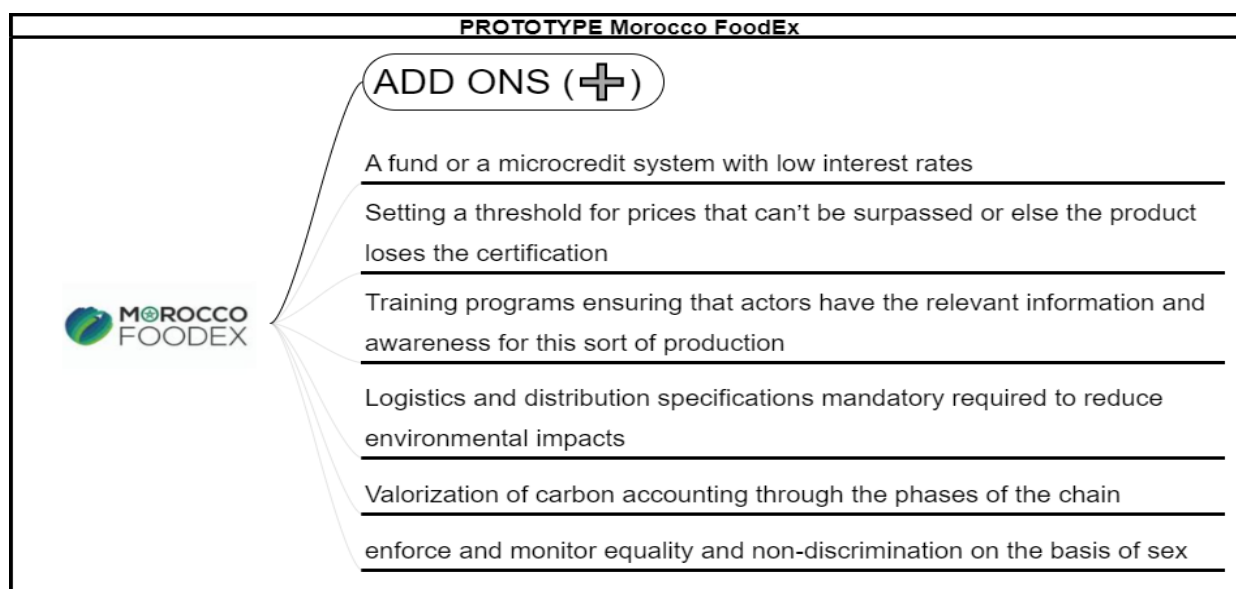 PROTOTYPE Morocco FoodEx
ADD ONS (+)
A fund or a microcredit system with low interest rates
Setting a threshold for prices that can't be surpassed or else the product
loses the certification
Training programs ensuring that actors have the relevant information and
awareness for this sort of production
MOROCCO
FOODEX
Logistics and distribution specifications mandatory required to reduce
environmental impacts
Valorization of carbon accounting through the phases of the chain
enforce and monitor equality and non-discrimination on the basis of sex